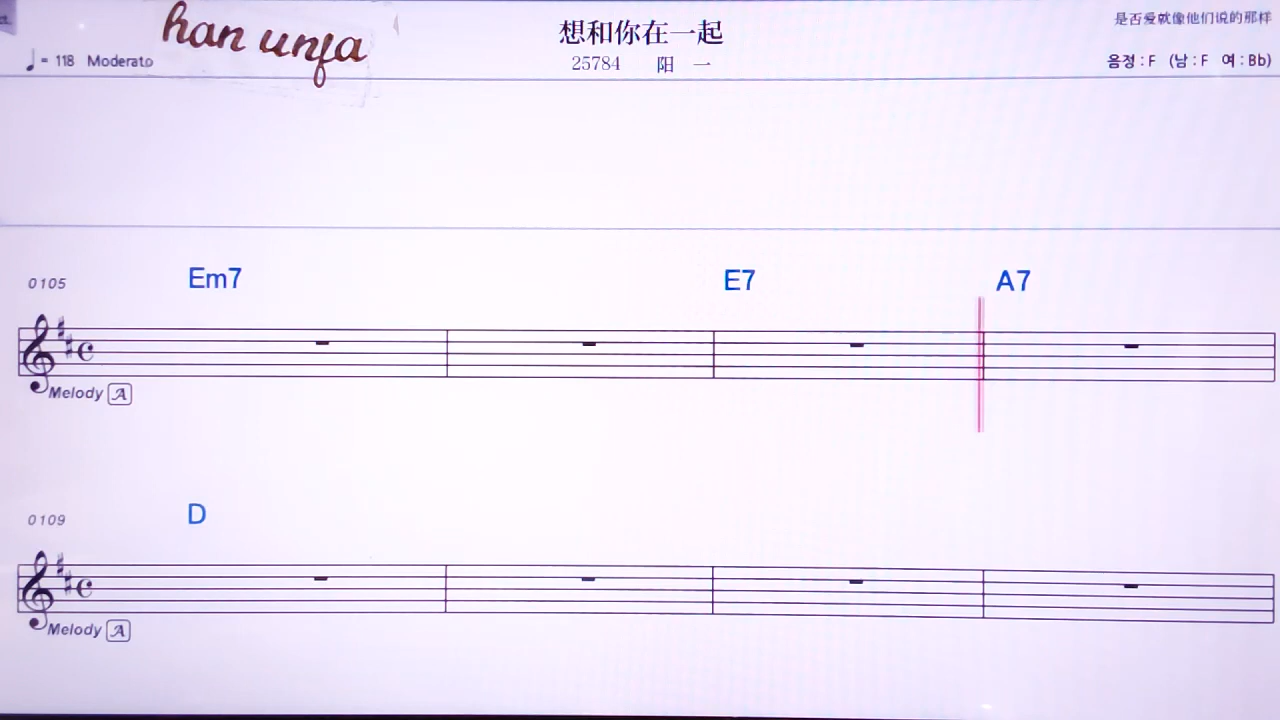 han unfa
想和你在一起
是否爱就像他们说的那样
♩= 118 Moderato
25784 阳 一
음정 : F (남 : F 여 : Bb)
0105
Em7 E7 A7
Melody A
0109
D
Melody A